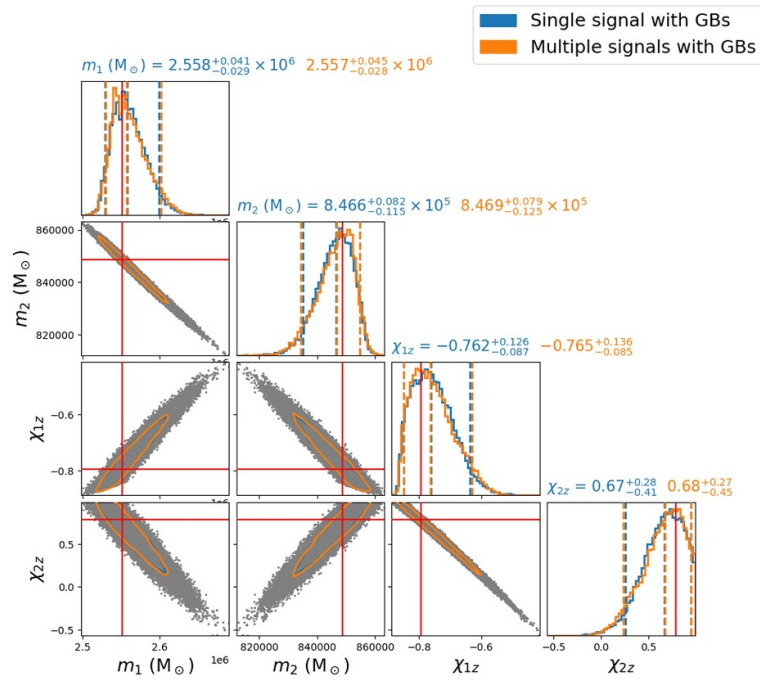 Single signal with GBs
Multiple signals with GBs
m₁ (M⊙) = 2.558⁺⁰·⁰⁴¹₋₀.₀₂₉ × 10⁶ 2.557⁺⁰·⁰⁴⁵₋₀.₀₂₈ × 10⁶
1e6
m₂ (M⊙) = 8.466⁺⁰·⁰⁸²₋₀.₁₁₅ × 10⁵ 8.469⁺⁰·⁰⁷⁹₋₀.₁₂₅ × 10⁵
860000
840000
820000
m₂ (M⊙)
1e6
χ₁z = −0.762⁺⁰·¹²⁶₋₀.₀₈₇ −0.765⁺⁰·¹³⁶₋₀.₀₈₅
−0.6
−0.8
χ₁z
1e6
χ₂z = 0.67⁺⁰·²⁸₋₀.₄₁ 0.68⁺⁰·²⁷₋₀.₄₅
0.5
0.0
−0.5
χ₂z
2.5 2.6 820000 840000 860000 −0.8 −0.6 −0.5 0.0 0.5
1e6
m₁ (M⊙) m₂ (M⊙) χ₁z χ₂z